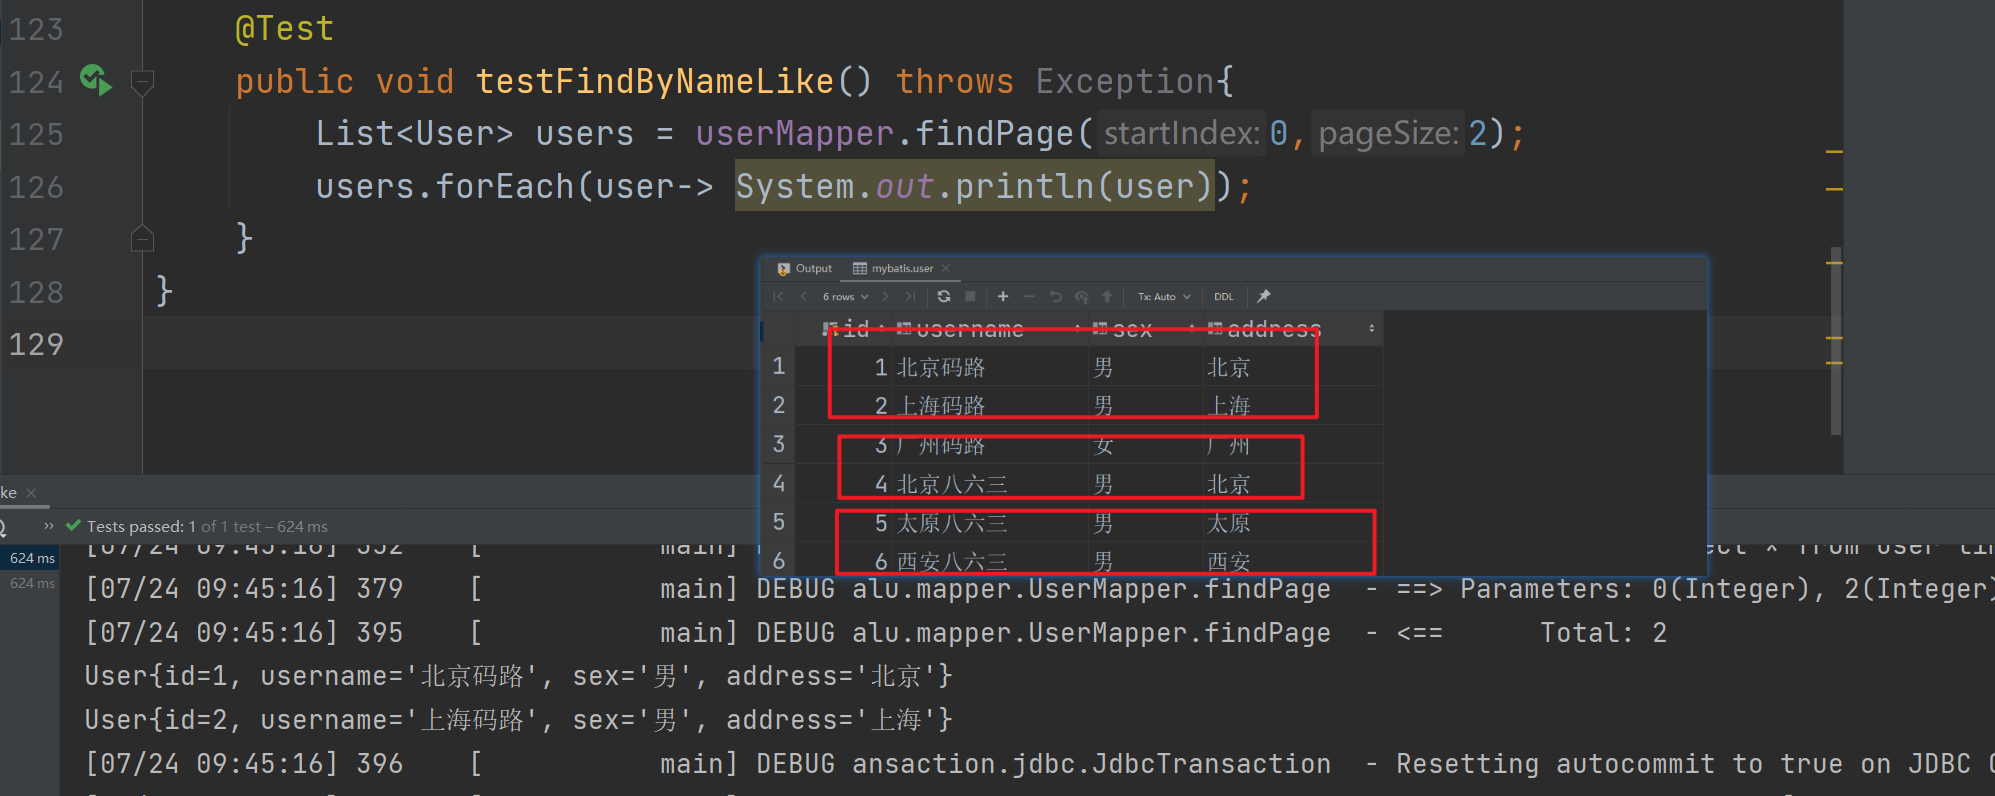 123 @Test
124 public void testFindByNameLike() throws Exception{
125 List<User> users = userMapper.findPage( startIndex: 0, pageSize: 2);
126 users.forEach(user-> System.out.println(user));
127 }
128 }
129
Output mybatis.user
6 rows Tx: Auto DDL
id username sex address
1 1 北京码路 男 北京
2 2 上海码路 男 上海
3 3 广州码路 女 广州
4 4 北京八六三 男 北京
5 5 太原八六三 男 太原
6 6 西安八六三 男 西安
ke
Tests passed: 1 of 1 test – 624 ms
624 ms
624 ms
[07/24 09:45:16] 352 [ main] from user
[07/24 09:45:16] 379 [ main] DEBUG alu.mapper.UserMapper.findPage - ==> Parameters: 0(Integer), 2(Integer)
[07/24 09:45:16] 395 [ main] DEBUG alu.mapper.UserMapper.findPage - <== Total: 2
User{id=1, username='北京码路', sex='男', address='北京'}
User{id=2, username='上海码路', sex='男', address='上海'}
[07/24 09:45:16] 396 [ main] DEBUG ansaction.jdbc.JdbcTransaction - Resetting autocommit to true on JDBC